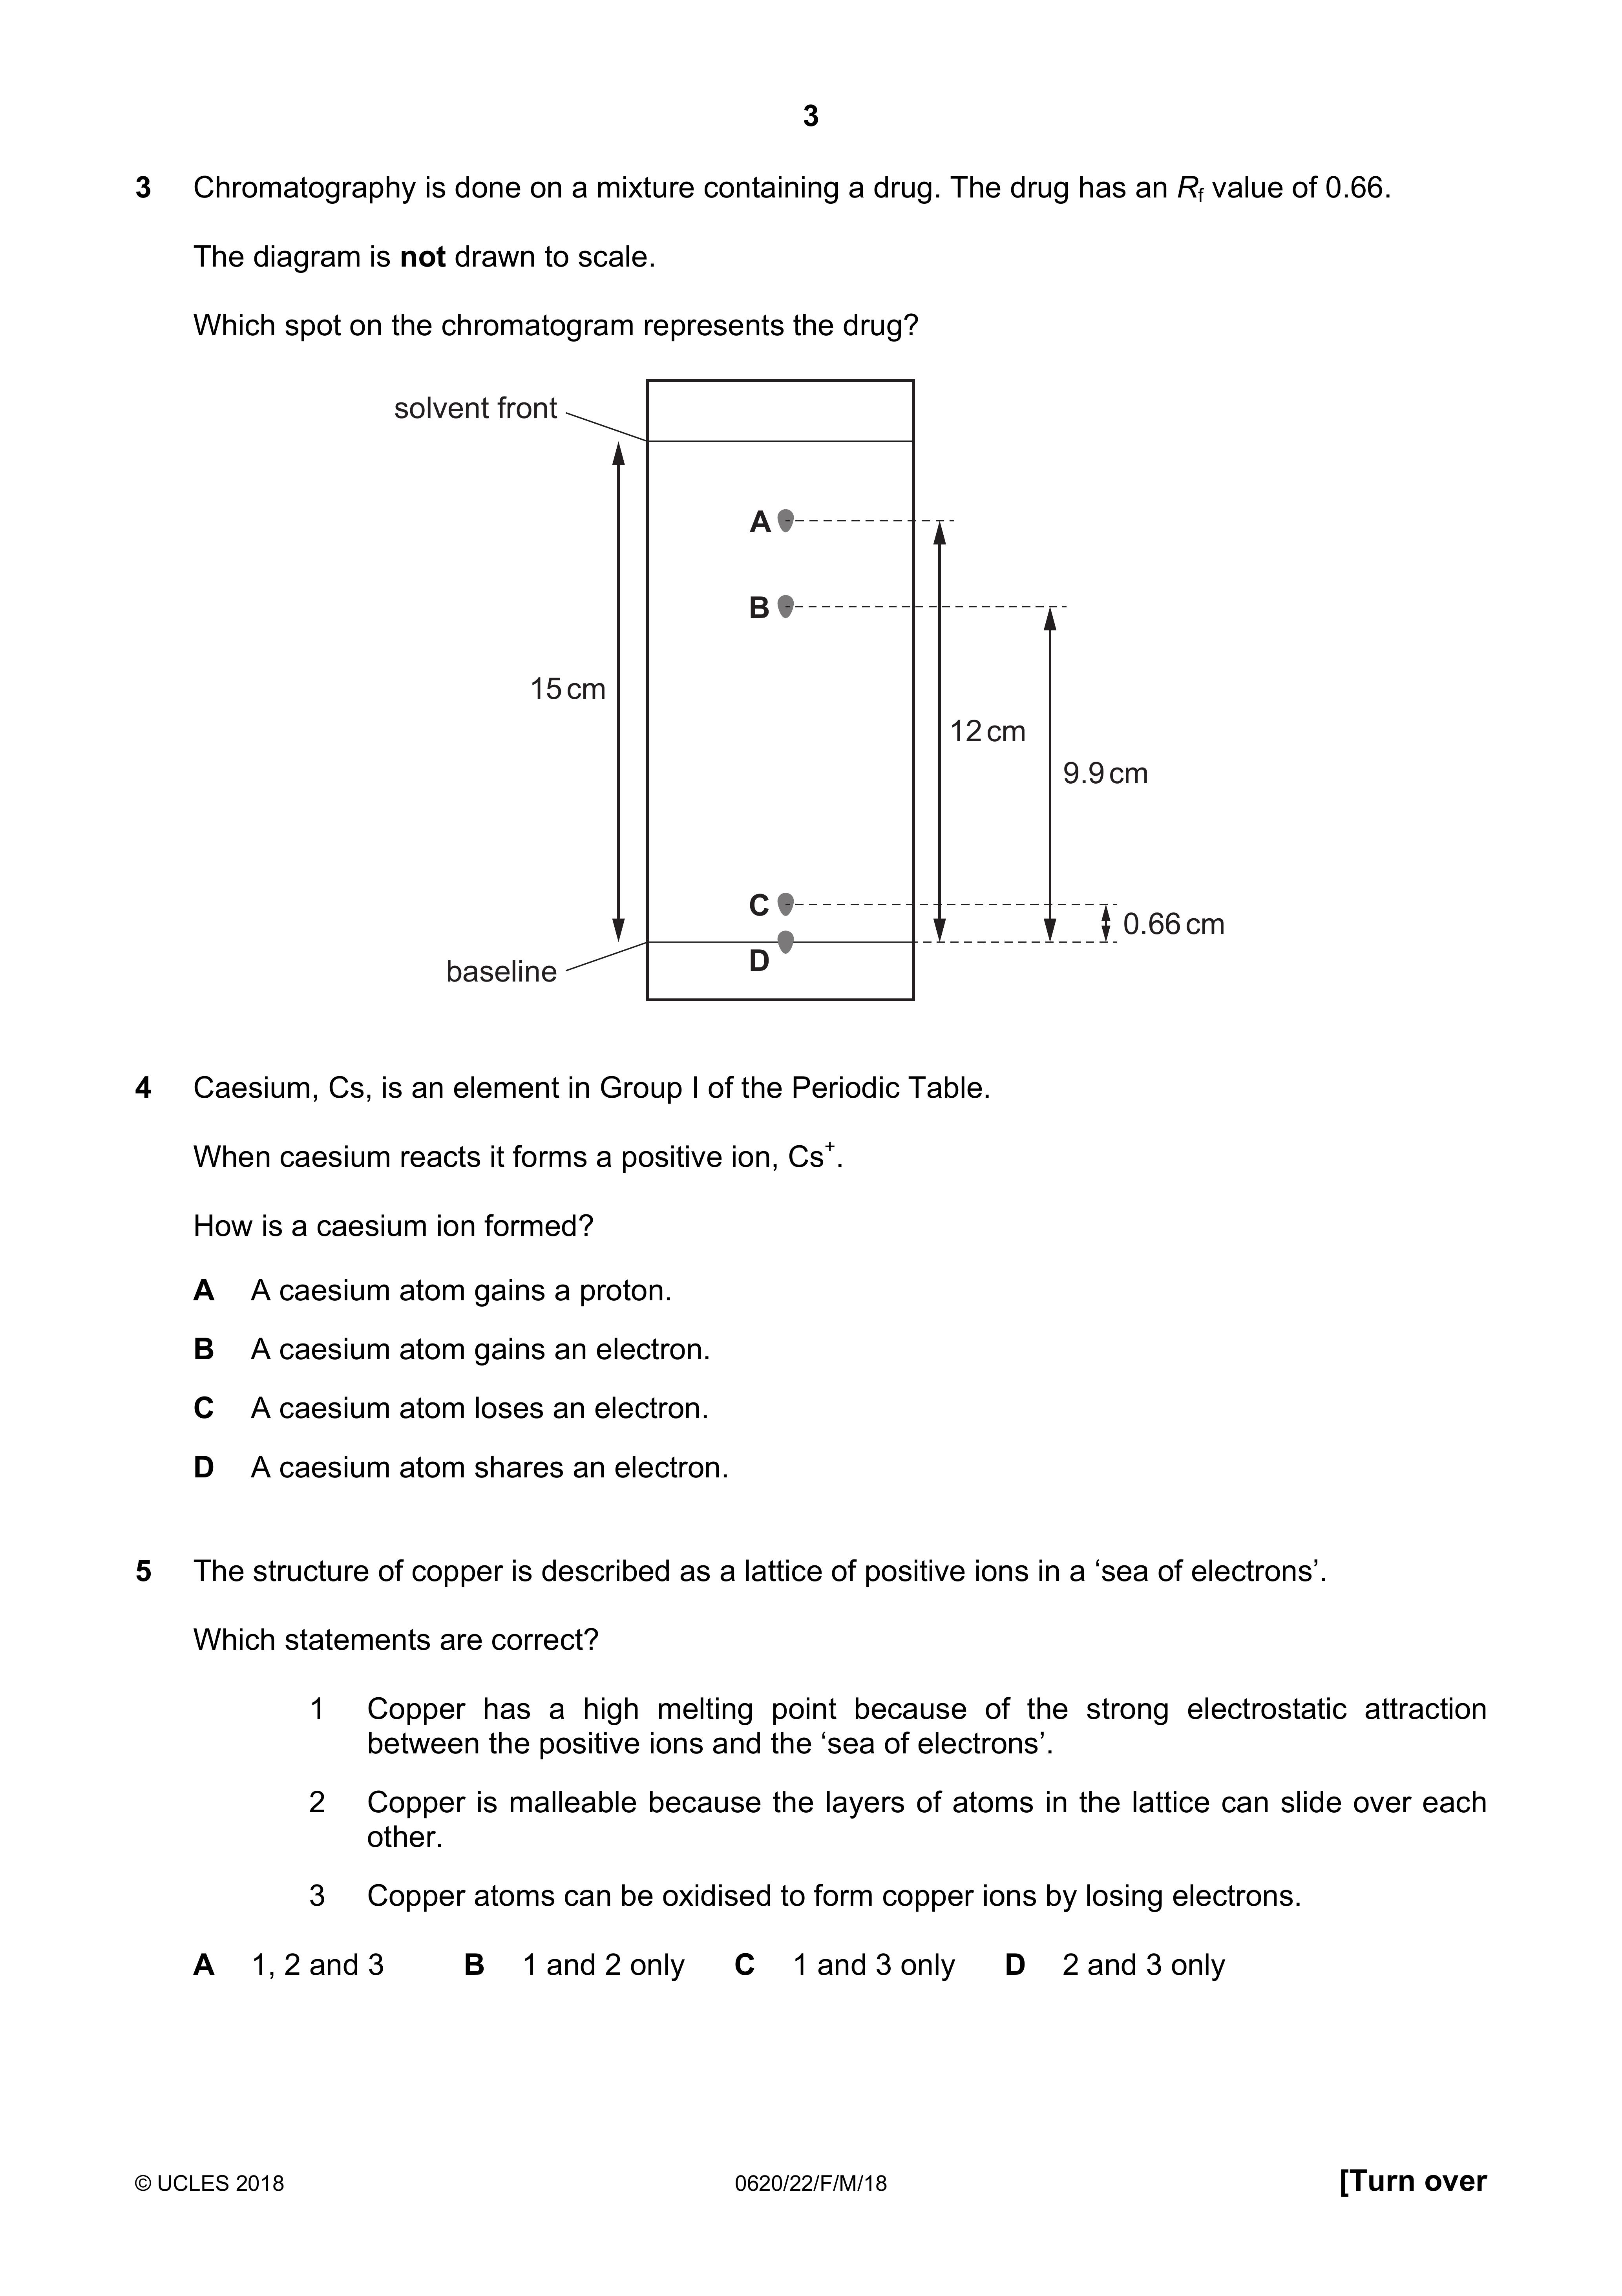 3
3 Chromatography is done on a mixture containing a drug. The drug has an Rf value of 0.66.
The diagram is not drawn to scale.
Which spot on the chromatogram represents the drug?
solvent front
A
B
15 cm
12 cm
9.9 cm
C
0.66 cm
D
baseline
4 Caesium, Cs, is an element in Group I of the Periodic Table.
When caesium reacts it forms a positive ion, Cs⁺.
How is a caesium ion formed?
A A caesium atom gains a proton.
B A caesium atom gains an electron.
C A caesium atom loses an electron.
D A caesium atom shares an electron.
5 The structure of copper is described as a lattice of positive ions in a ‘sea of electrons’.
Which statements are correct?
1 Copper has a high melting point because of the strong electrostatic attraction
between the positive ions and the ‘sea of electrons’.
2 Copper is malleable because the layers of atoms in the lattice can slide over each
other.
3 Copper atoms can be oxidised to form copper ions by losing electrons.
A 1, 2 and 3 B 1 and 2 only C 1 and 3 only D 2 and 3 only
© UCLES 2018 0620/22/F/M/18 [Turn over